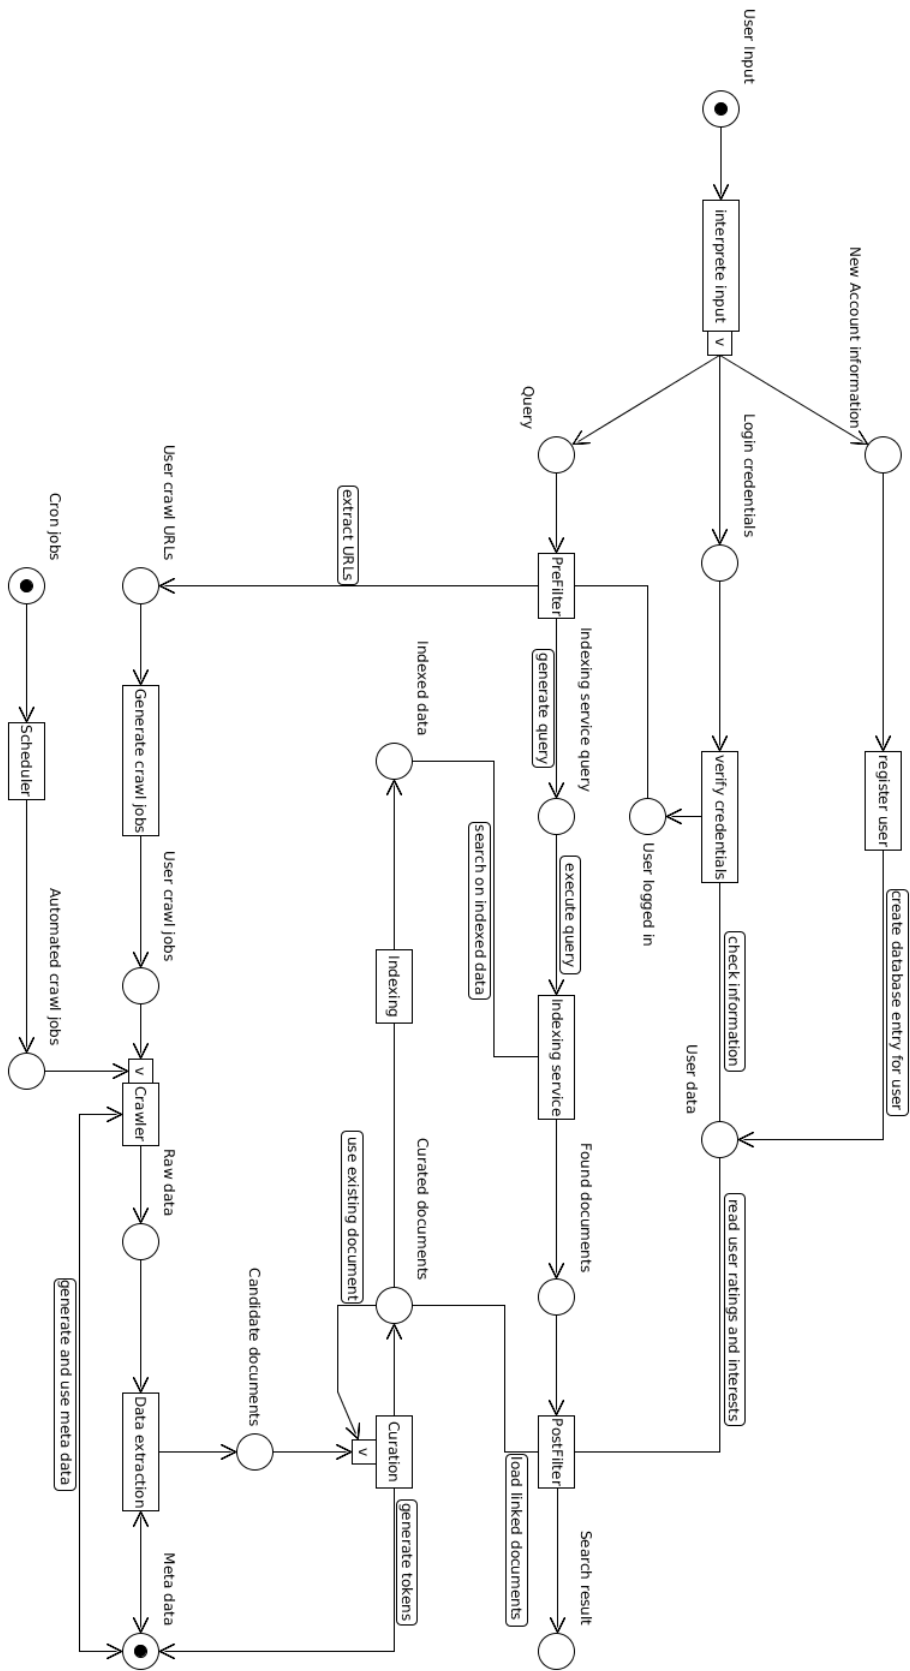 User Input
interprete input
v
New Account information
register user
create database entry for user
Login credentials
verify credentials
check information
User data
read user ratings and interests
User logged in
Query
PreFilter
Indexing service query
generate query
execute query
Indexing service
Found documents
PostFilter
Search result
load linked documents
extract URLs
Indexed data
search on indexed data
Indexing
Curated documents
use existing document
v
Curation
generate tokens
User crawl URLs
Generate crawl jobs
User crawl jobs
v
Crawler
Raw data
Candidate documents
Data extraction
Meta data
generate and use meta data
Cron jobs
Scheduler
Automated crawl jobs